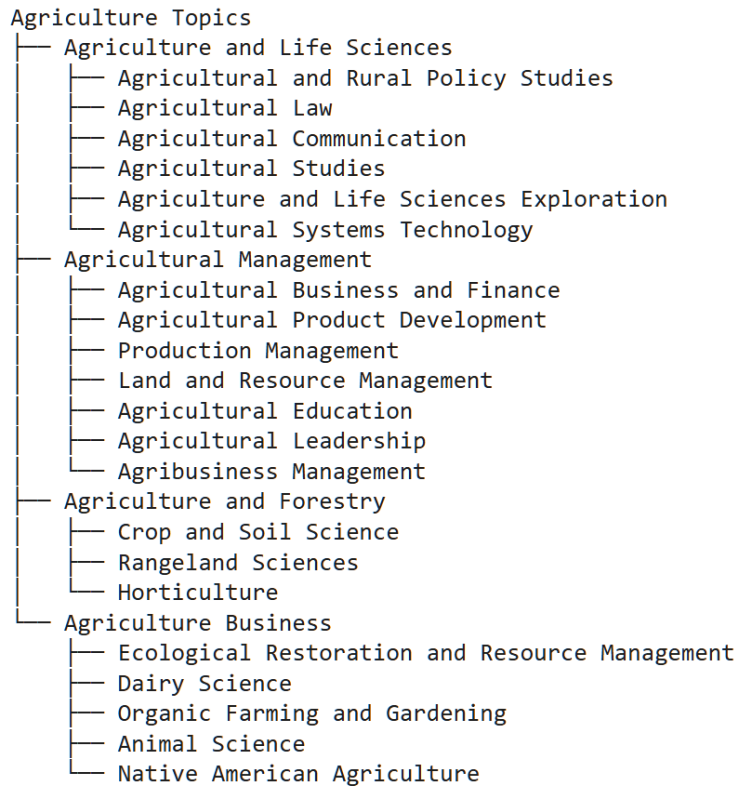 Agriculture Topics
├── Agriculture and Life Sciences
│   ├── Agricultural and Rural Policy Studies
│   ├── Agricultural Law
│   ├── Agricultural Communication
│   ├── Agricultural Studies
│   ├── Agriculture and Life Sciences Exploration
│   └── Agricultural Systems Technology
├── Agricultural Management
│   ├── Agricultural Business and Finance
│   ├── Agricultural Product Development
│   ├── Production Management
│   ├── Land and Resource Management
│   ├── Agricultural Education
│   ├── Agricultural Leadership
│   └── Agribusiness Management
├── Agriculture and Forestry
│   ├── Crop and Soil Science
│   ├── Rangeland Sciences
│   └── Horticulture
└── Agriculture Business
    ├── Ecological Restoration and Resource Management
    ├── Dairy Science
    ├── Organic Farming and Gardening
    ├── Animal Science
    └── Native American Agriculture